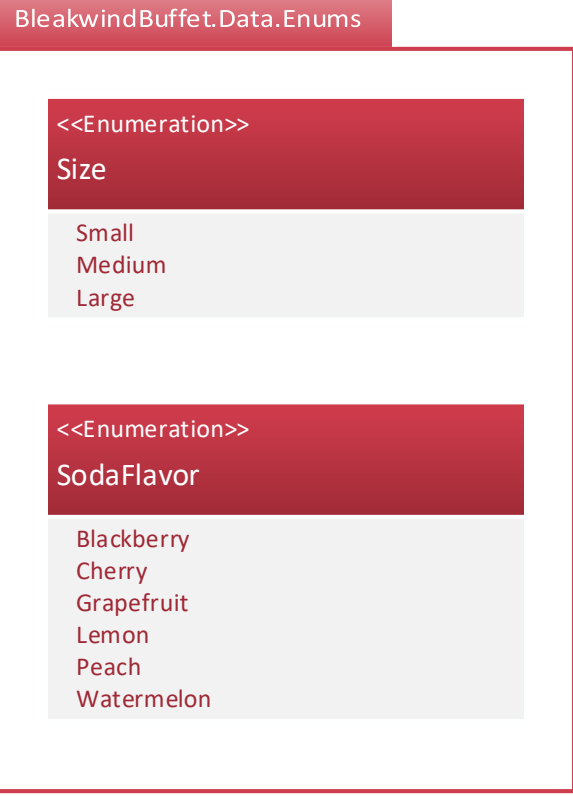 BleakwindBuffet.Data.Enums
<<Enumeration>>
Size
Small
Medium
Large
<<Enumeration>>
SodaFlavor
Blackberry
Cherry
Grapefruit
Lemon
Peach
Watermelon